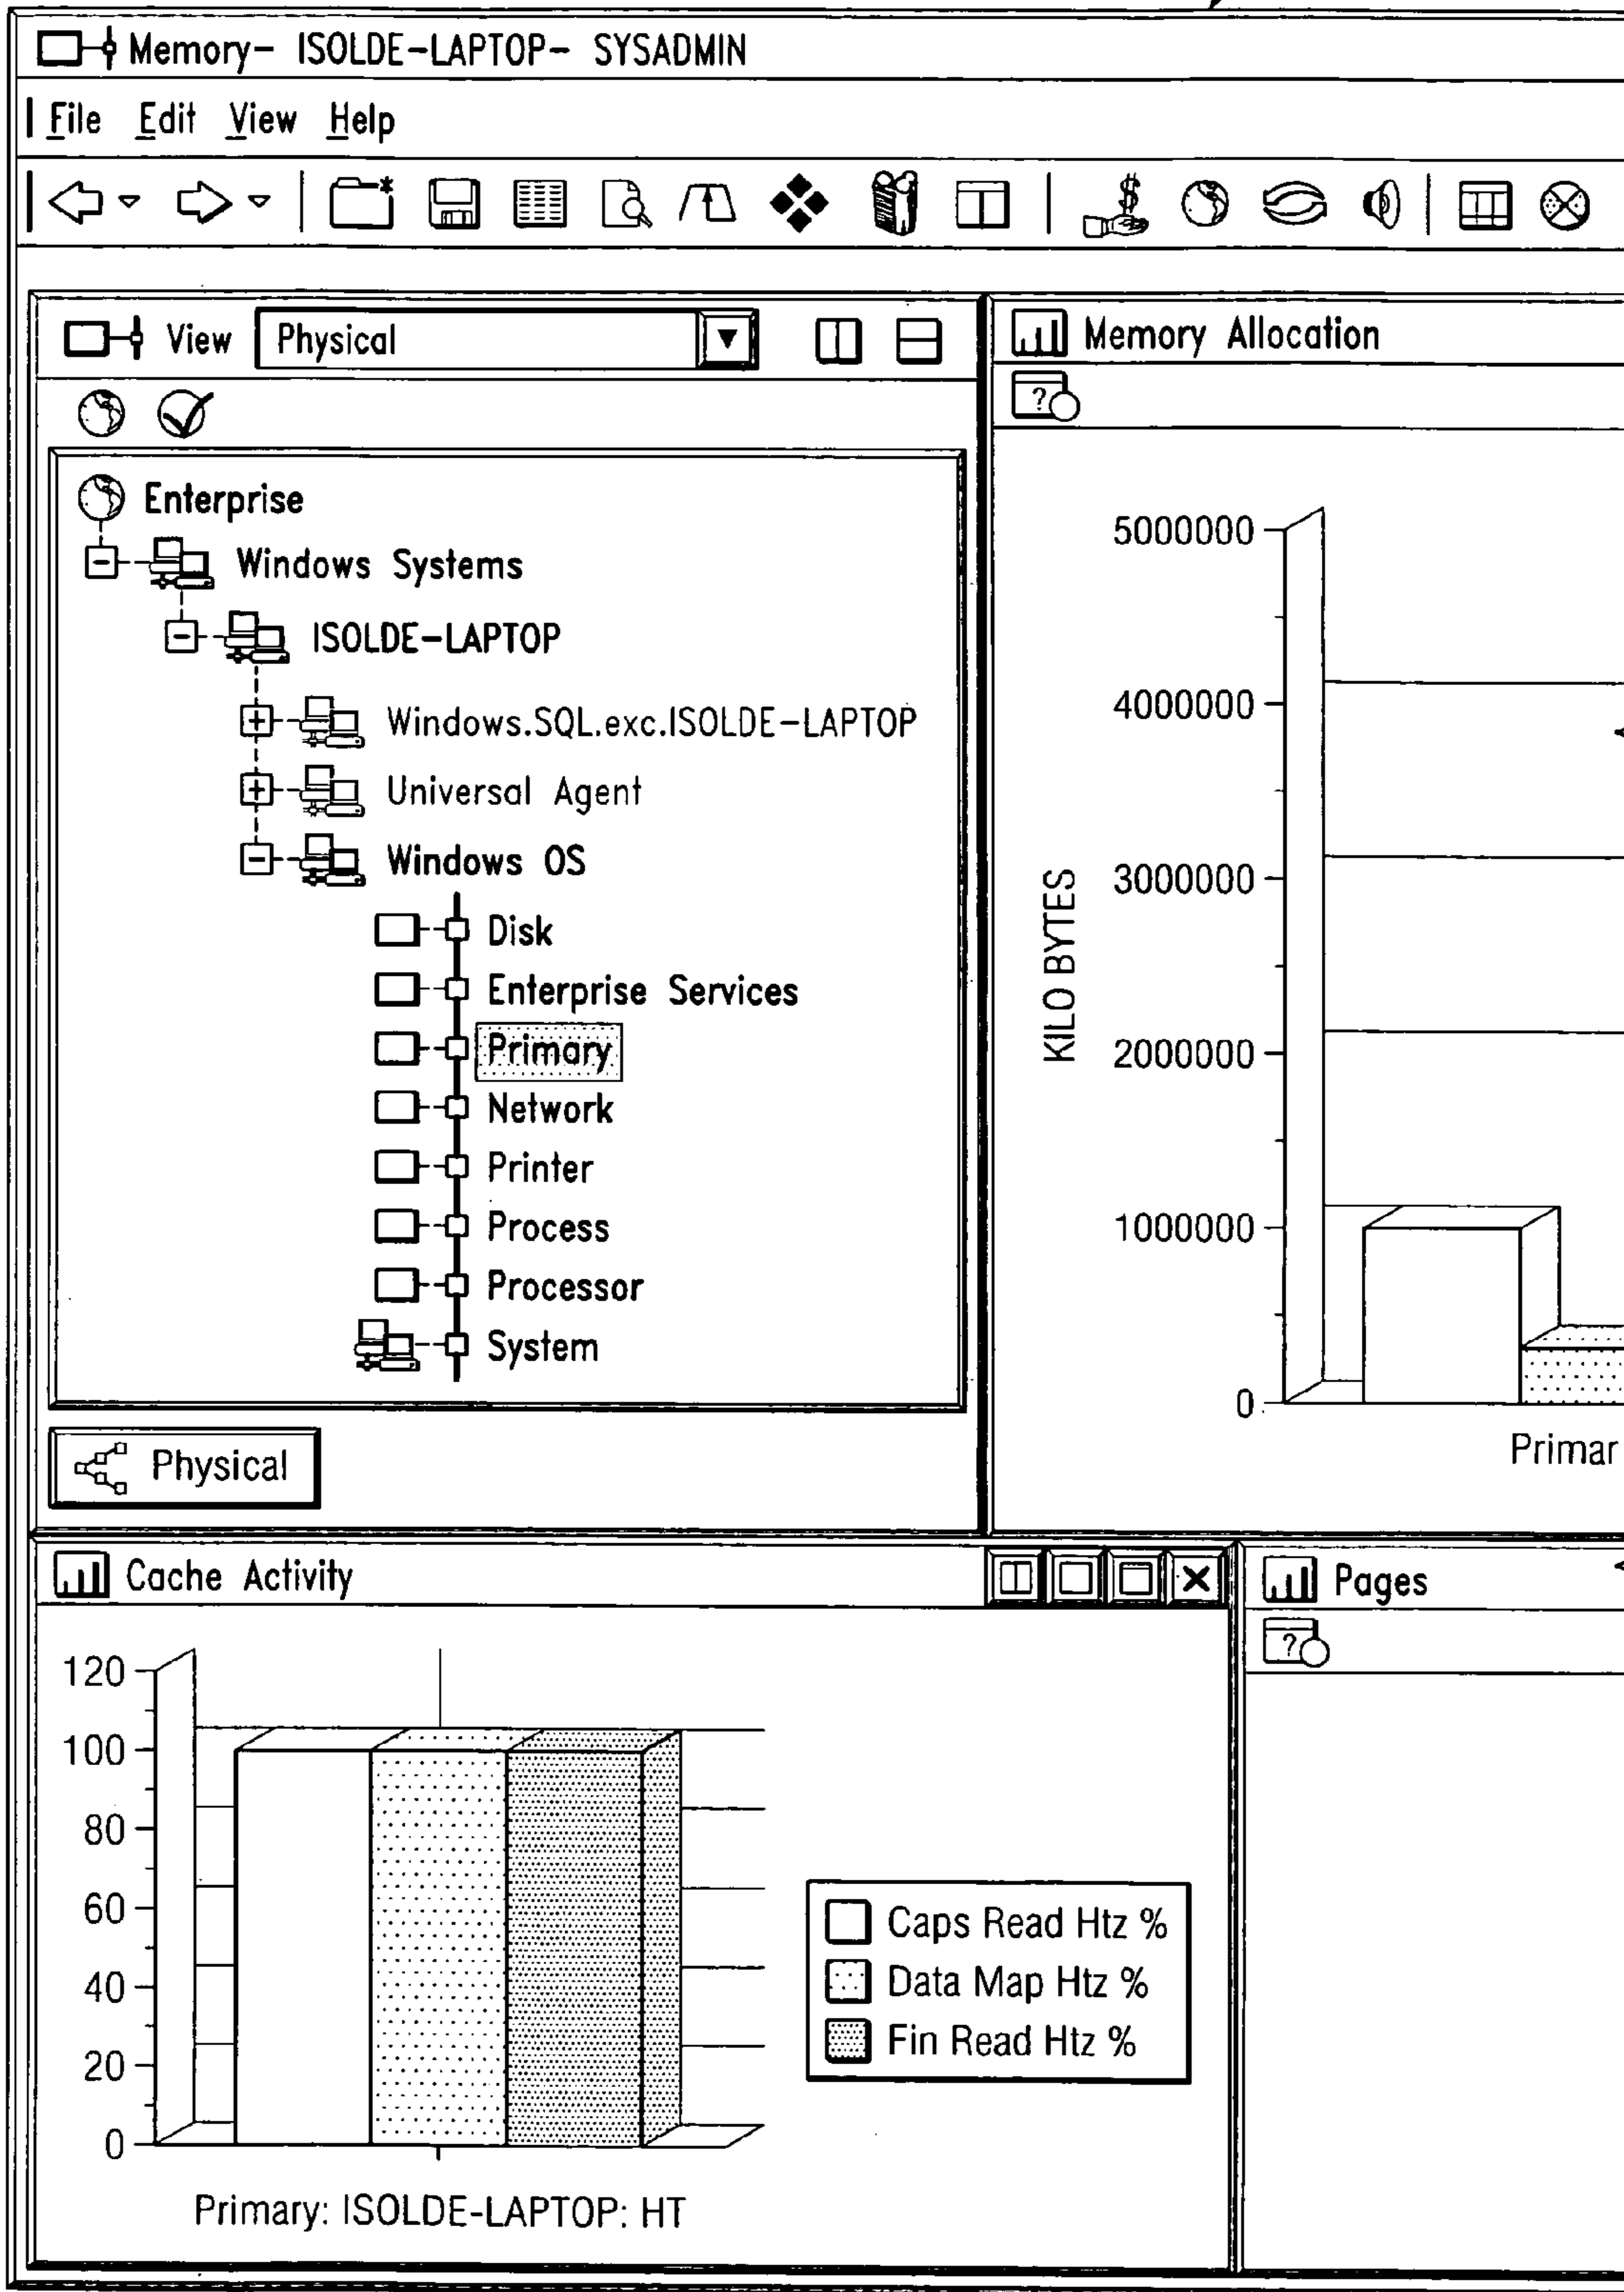 Memory- ISOLDE-LAPTOP- SYSADMIN
File Edit View Help
View Physical
Enterprise
Windows Systems
ISOLDE-LAPTOP
Windows.SQL.exc.ISOLDE-LAPTOP
Universal Agent
Windows OS
Disk
Enterprise Services
Primary
Network
Printer
Process
Processor
System
Physical
Memory Allocation
?
KILO BYTES
5000000
4000000
3000000
2000000
1000000
0
Primar
Cache Activity
120
100
80
60
40
20
0
Primary: ISOLDE-LAPTOP: HT
Caps Read Htz %
Data Map Htz %
Fin Read Htz %
Pages
?